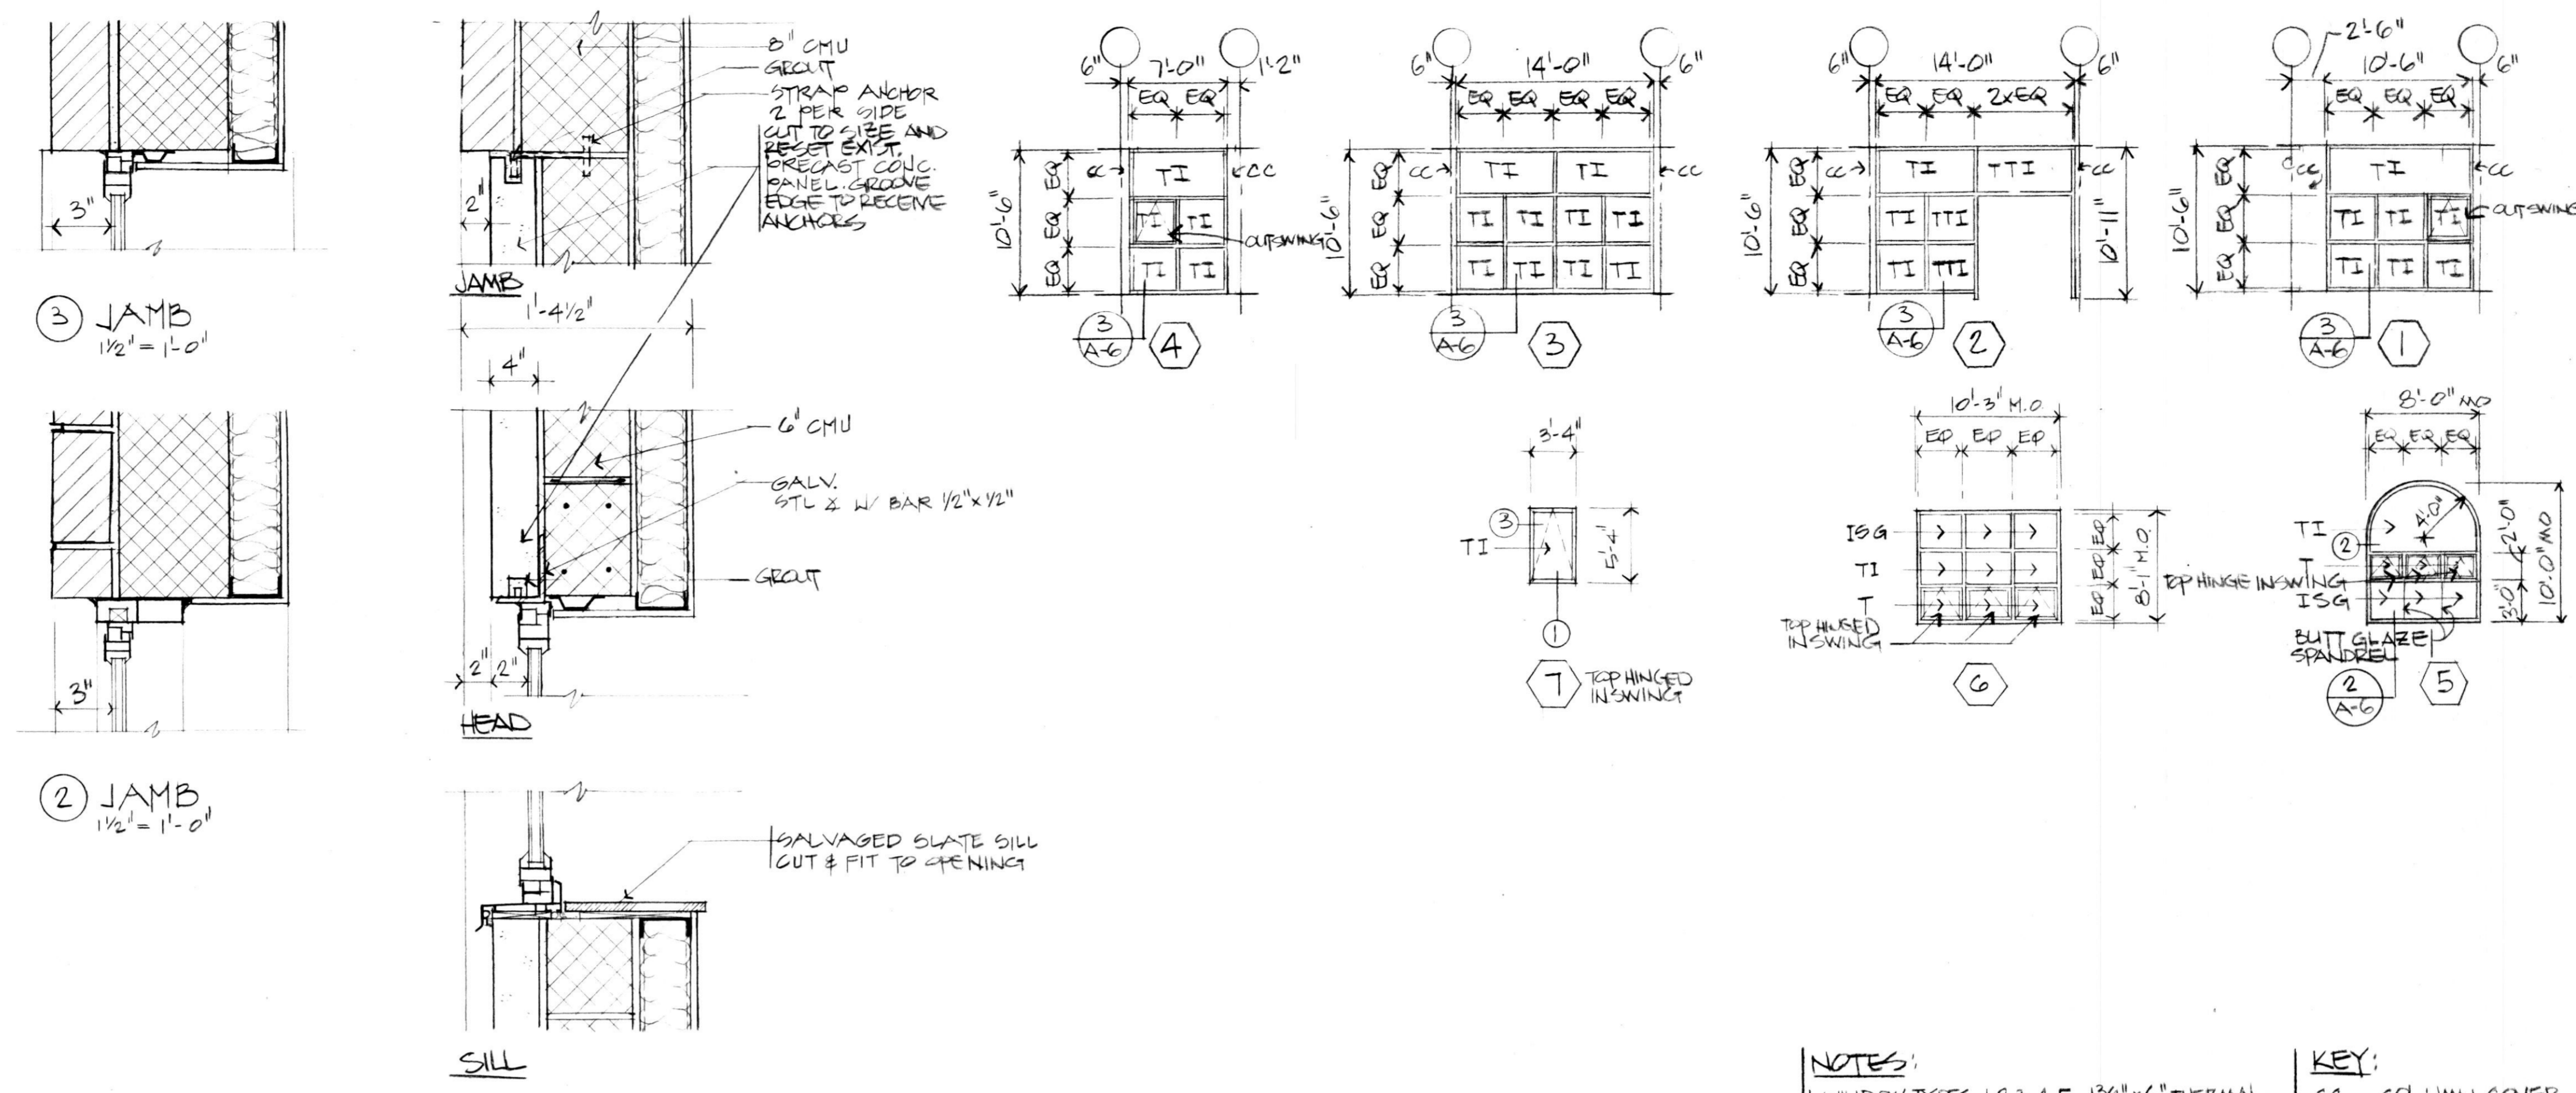 3"
3 JAMB
1 1/2" = 1'-0"
3"
2 JAMB
1 1/2" = 1'-0"
8" CMU
GROUT
STRAP ANCHOR
2 PER SIDE
CUT TO SIZE AND
RESET EXIST.
PRECAST CONC.
PANEL. GROOVE
EDGE TO RECEIVE
ANCHORS
2"
JAMB
1'-4 1/2"
4"
6" CMU
GALV.
STL ∡ W/ BAR 1/2" x 1/2"
GROUT
2" 2"
HEAD
SALVAGED SLATE SILL
CUT & FIT TO OPENING
SILL
6" 7'-0" 1'-2"
EQ EQ
10'-6"
EQ
EQ
EQ
CC TI CC
TI TI
OUTSWING
TI TI
3
A-6
4
6" 14'-0" 6"
EQ EQ EQ EQ
10'-6"
EQ
EQ
EQ
CC TI TI CC
TI TI TI TI
TI TI TI TI
3
A-6
3
6" 14'-0" 6"
EQ EQ 2xEQ
10'-6"
EQ
EQ
EQ
CC TI TTI CC
TI TTI
TI TTI
10'-11"
3
A-6
2
2'-6"
10'-6" 6"
EQ EQ EQ
10'-6"
EQ
EQ
EQ
CC TI CC
TI TI TI OUTSWING
TI TI TI
3
A-6
1
3'-4"
3
TI
5'-4"
1
7 TOP HINGED
INSWING
10'-3" M.O.
EQ EQ EQ
ISG
TI
T
EQ
EQ
EQ
8'-1" M.O.
TOP HINGED
INSWING
6
8'-0" MO
EQ EQ EQ
4'-0"
TI
2
T
TOP HINGE INSWING
ISG
2'-0"
3'-0"
10'-0" MO
BUTT GLAZE
SPANDREL
2
A-6
5
NOTES:
KEY: